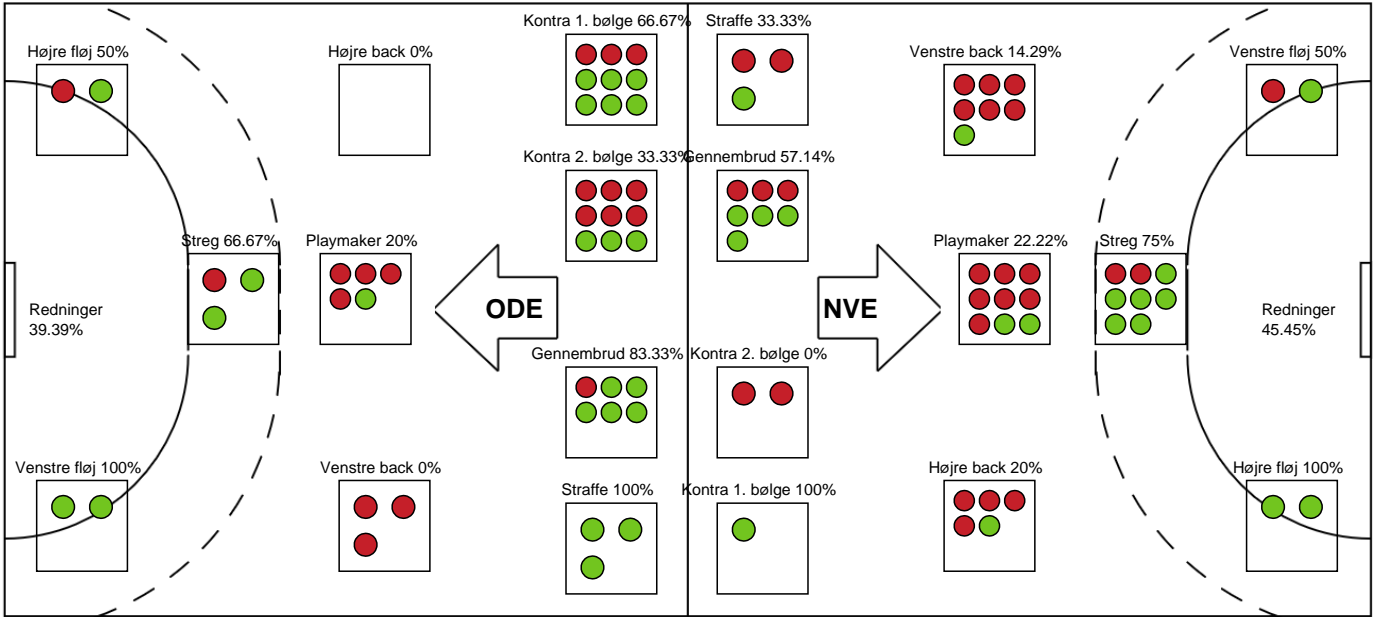 Kontra 1. bølge 66.67%
Straffe 33.33%
Højre fløj 50%
Højre back 0%
Venstre back 14.29%
Venstre fløj 50%
Kontra 2. bølge 33.33%
Gennembrud 57.14%
Streg 66.67%
Playmaker 20%
Playmaker 22.22%
Streg 75%
Redninger
39.39%
ODE
NVE
Redninger
45.45%
Gennembrud 83.33%
Kontra 2. bølge 0%
Venstre fløj 100%
Venstre back 0%
Straffe 100%
Kontra 1. bølge 100%
Højre back 20%
Højre fløj 100%